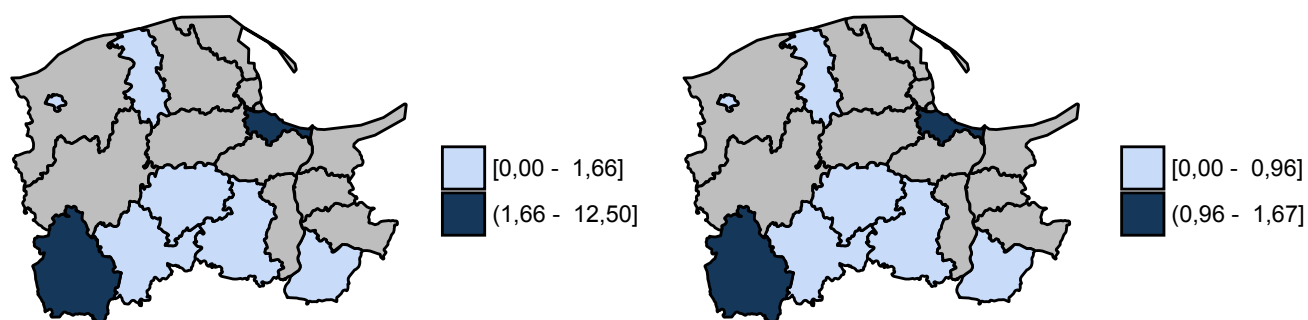 [0,00 -  1,66]
(1,66 -  12,50]
[0,00 -  0,96]
(0,96 -  1,67]